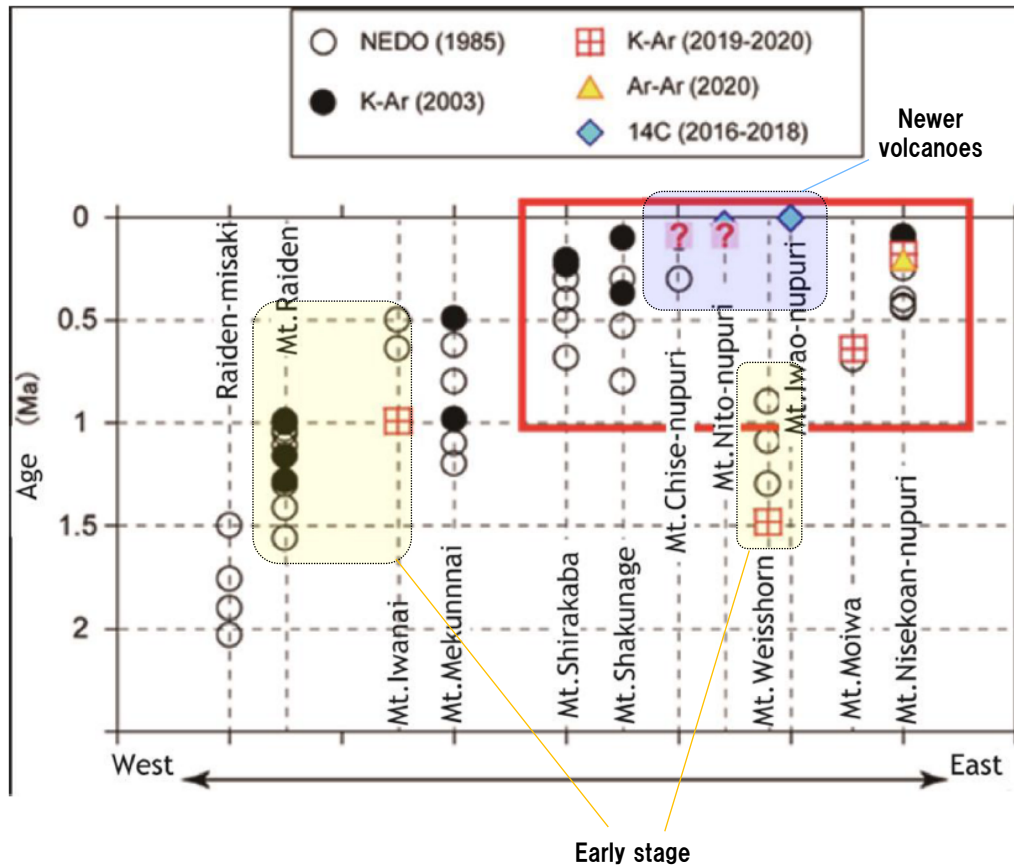 NEDO (1985)
K-Ar (2003)
K-Ar (2019-2020)
Ar-Ar (2020)
14C (2016-2018)
Newer
volcanoes
0
0.5
1
1.5
2
Age (Ma)
Raiden-misaki
Mt.Raiden
Mt.Iwanai
Mt.Mekunnnai
Mt.Shirakaba
Mt.Shakunage
Mt.Chise-nupuri
Mt.Nito-nupuri
Mt.Weisshorn
Mt.Iwao-nupuri
Mt.Moiwa
Mt.Nisekoan-nupuri
?
?
West
East
Early stage